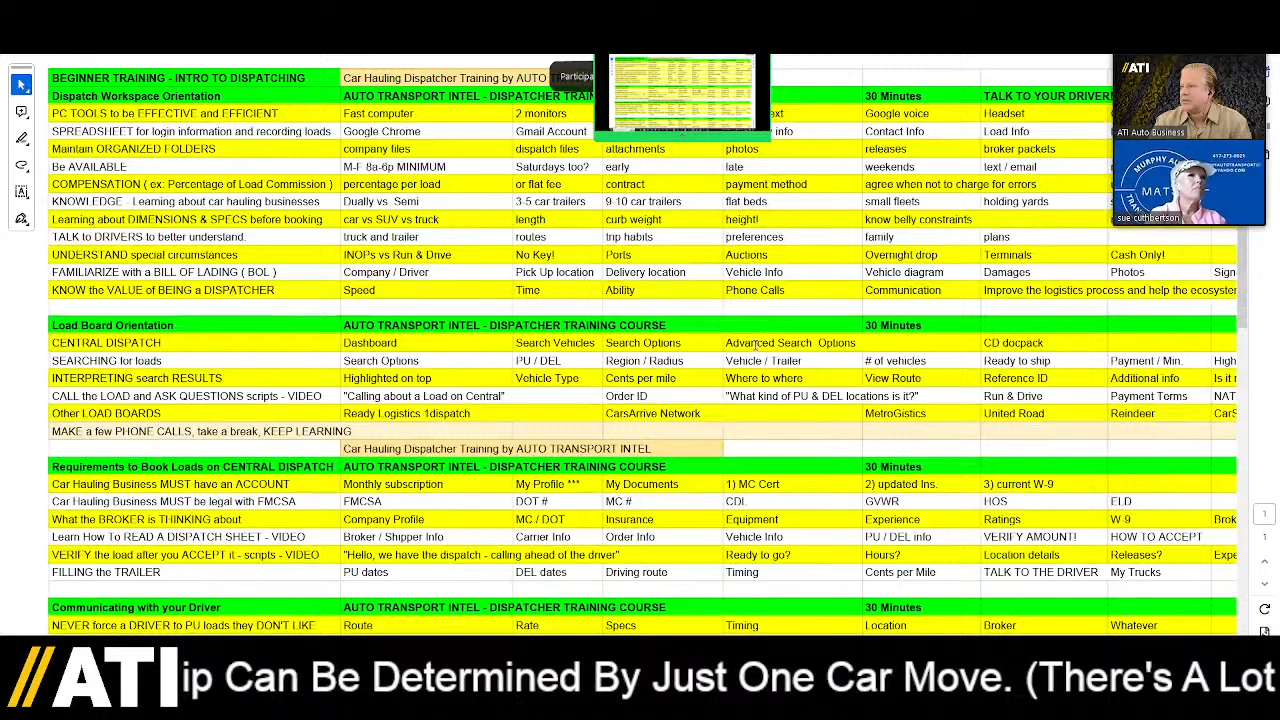 BEGINNER TRAINING - INTRO TO DISPATCHING Car Hauling Dispatcher Training by AUTO Participa
Dispatch Workspace Orientation AUTO TRANSPORT INTEL - DISPATCHER TRAIN 30 Minutes TALK TO YOUR DRIVER
PC TOOLS to be EFFECTIVE and EFFICIENT Fast computer 2 monitors Google voice Headset
SPREADSHEET for login information and recording loads Google Chrome Gmail Account info Contact Info Load Info
Maintain ORGANIZED FOLDERS company files dispatch files attachments photos releases broker packets
Be AVAILABLE M-F 8a-6p MINIMUM Saturdays too? early late weekends text / email
COMPENSATION ( ex: Percentage of Load Commission ) percentage per load or flat fee contract payment method agree when not to charge for errors
KNOWLEDGE - Learning about car hauling businesses Dually vs. Semi 3-5 car trailers 9-10 car trailers flat beds small fleets holding yards
Learning about DIMENSIONS & SPECS before booking car vs SUV vs truck length curb weight height! know belly constraints
TALK to DRIVERS to better understand. truck and trailer routes trip habits preferences family plans
UNDERSTAND special circumstances INOPs vs Run & Drive No Key! Ports Auctions Overnight drop Terminals Cash Only!
FAMILIARIZE with a BILL OF LADING ( BOL ) Company / Driver Pick Up location Delivery location Vehicle Info Vehicle diagram Damages Photos Sign
KNOW the VALUE of BEING a DISPATCHER Speed Time Ability Phone Calls Communication Improve the logistics process and help the ecosyster
Load Board Orientation AUTO TRANSPORT INTEL - DISPATCHER TRAINING COURSE 30 Minutes
CENTRAL DISPATCH Dashboard Search Vehicles Search Options Advanced Search Options CD docpack
SEARCHING for loads Search Options PU / DEL Region / Radius Vehicle / Trailer # of vehicles Ready to ship Payment / Min. High
INTERPRETING search RESULTS Highlighted on top Vehicle Type Cents per mile Where to where View Route Reference ID Additional info Is it r
CALL the LOAD and ASK QUESTIONS scripts - VIDEO "Calling about a Load on Central" Order ID "What kind of PU & DEL locations is it?" Run & Drive Payment Terms NAT
Other LOAD BOARDS Ready Logistics 1dispatch CarsArrive Network MetroGistics United Road Reindeer CarS
MAKE a few PHONE CALLS, take a break, KEEP LEARNING
Car Hauling Dispatcher Training by AUTO TRANSPORT INTEL
Requirements to Book Loads on CENTRAL DISPATCH AUTO TRANSPORT INTEL - DISPATCHER TRAINING COURSE 30 Minutes
Car Hauling Business MUST have an ACCOUNT Monthly subscription My Profile *** My Documents 1) MC Cert 2) updated Ins. 3) current W-9
Car Hauling Business MUST be legal with FMCSA FMCSA DOT # MC # CDL GVWR HOS ELD
What the BROKER is THINKING about Company Profile MC / DOT Insurance Equipment Experience Ratings W-9 Brok
Learn How To READ A DISPATCH SHEET - VIDEO Broker / Shipper Info Carrier Info Order Info Vehicle Info PU / DEL info VERIFY AMOUNT! HOW TO ACCEPT
VERIFY the load after you ACCEPT it - scripts - VIDEO "Hello, we have the dispatch - calling ahead of the driver" Ready to go? Hours? Location details Releases? Expe
FILLING the TRAILER PU dates DEL dates Driving route Timing Cents per Mile TALK TO THE DRIVER My Trucks
Communicating with your Driver AUTO TRANSPORT INTEL - DISPATCHER TRAINING COURSE 30 Minutes
NEVER force a DRIVER to PU loads they DON'T LIKE Route Rate Specs Timing Location Broker Whatever
//ATI
ATI Auto Business
MURPHY AU
417-273-0021
MAT
sue cuthbertson
1
1
//ATI ip Can Be Determined By Just One Car Move. (There's A Lot